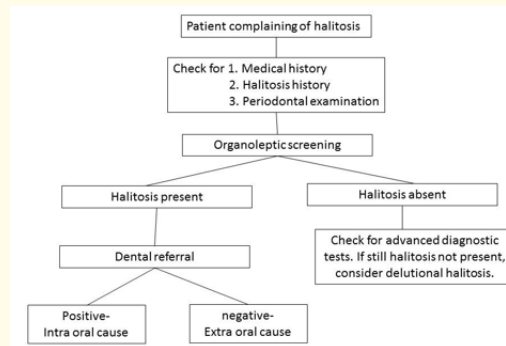 Patient complaining of halitosis
Check for 1. Medical history
2. Halitosis history
3. Periodontal examination
Organoleptic screening
Halitosis present
Halitosis absent
Dental referral
Check for advanced diagnostic
tests. If still halitosis not present,
consider delutional halitosis.
Positive-
Intra oral cause
negative-
Extra oral cause